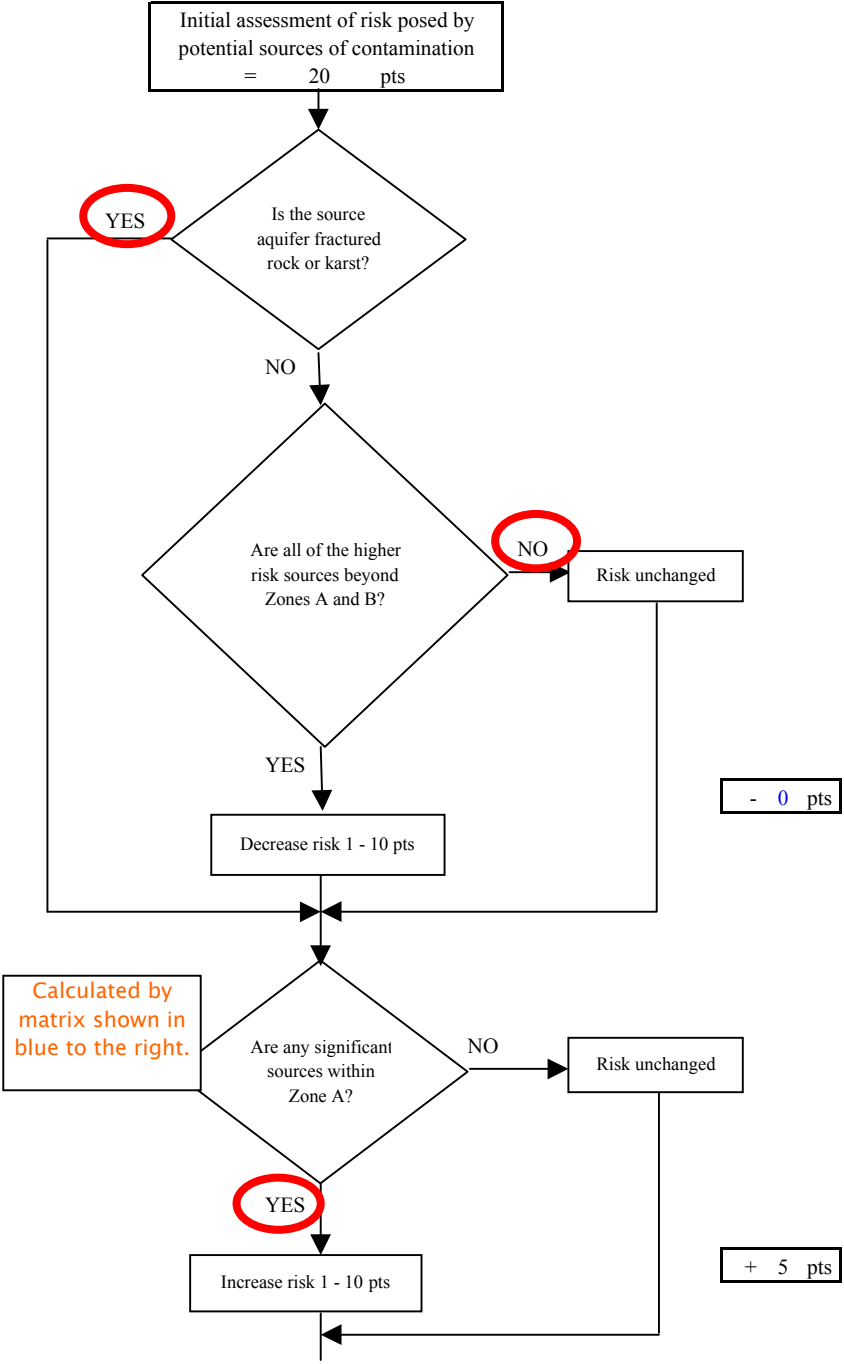 Initial assessment of risk posed by
potential sources of contamination
= 20 pts
YES
Is the source
aquifer fractured
rock or karst?
NO
Are all of the higher
risk sources beyond
Zones A and B?
NO
Risk unchanged
YES
- 0 pts
Decrease risk 1 - 10 pts
Calculated by
matrix shown in
blue to the right.
Are any significant
sources within
Zone A?
NO
Risk unchanged
YES
+ 5 pts
Increase risk 1 - 10 pts